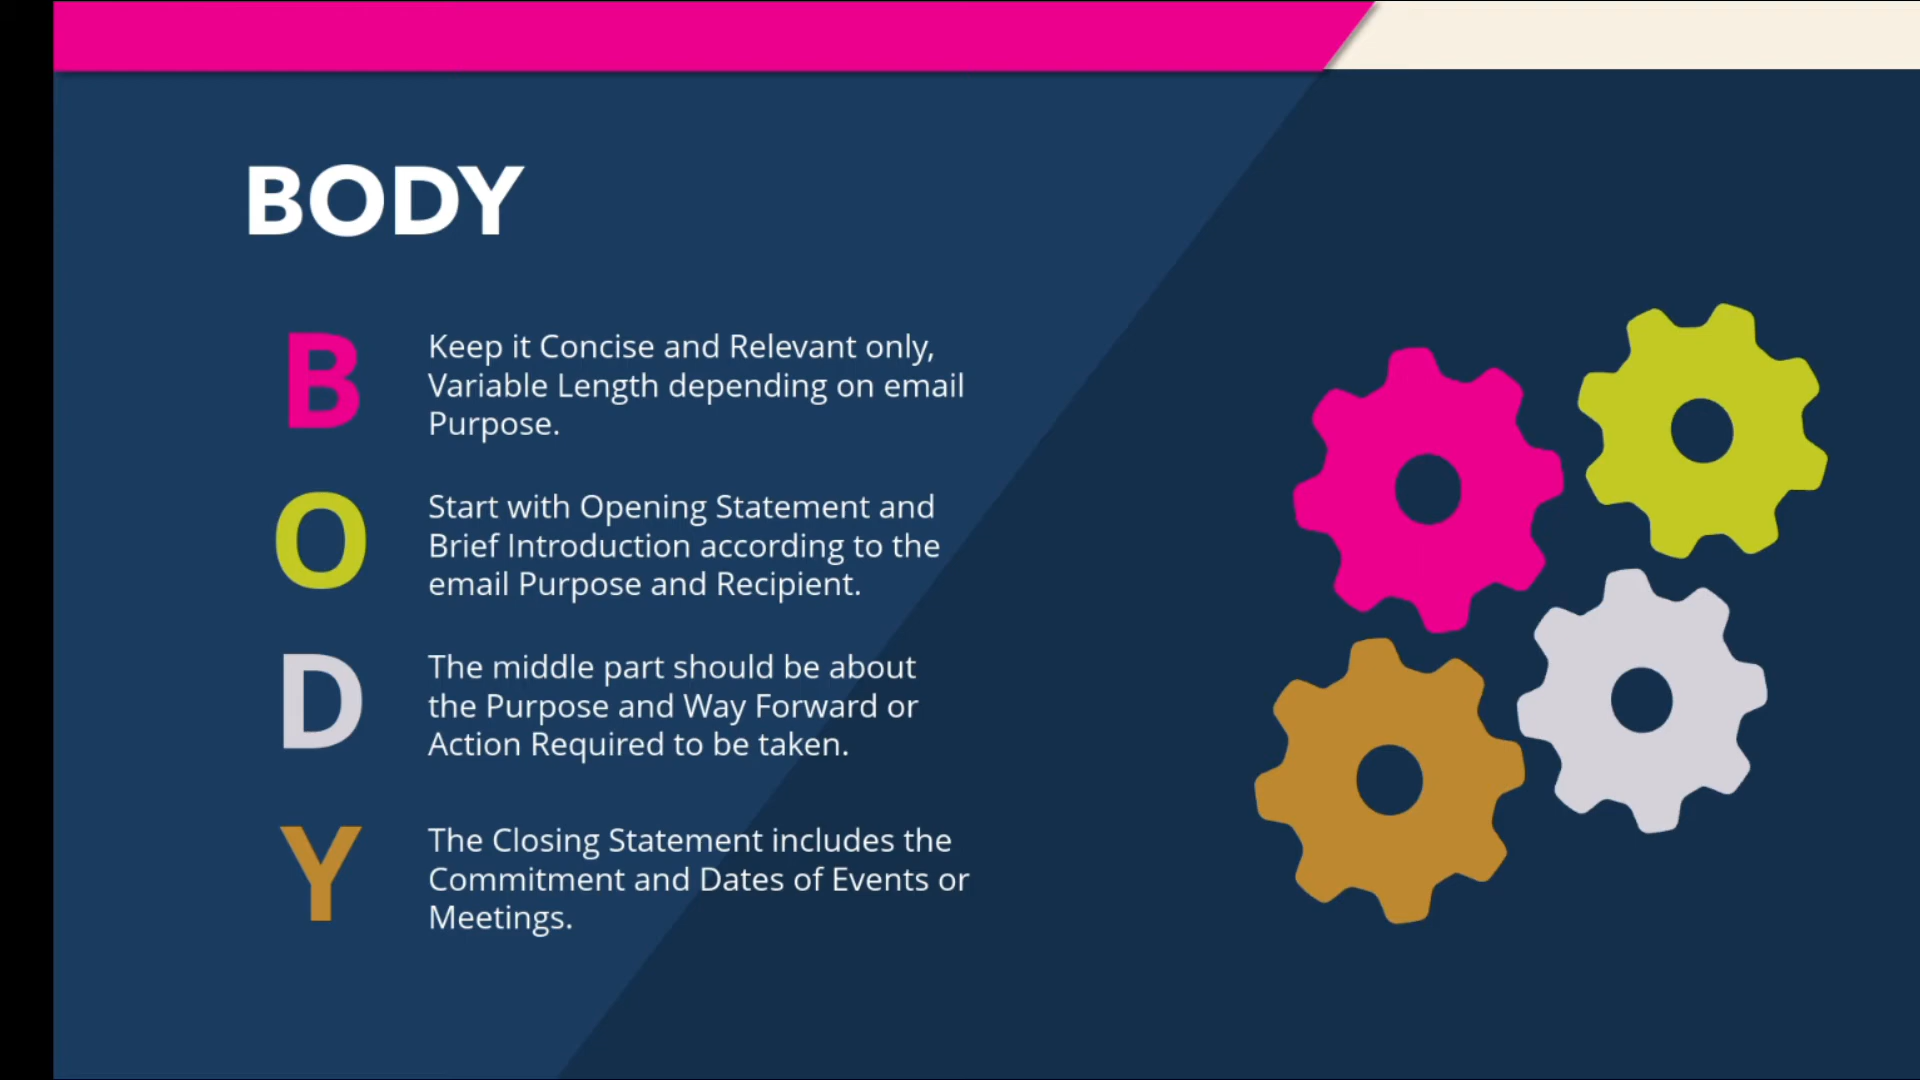 BODY
B
Keep it Concise and Relevant only,
Variable Length depending on email
Purpose.
O
Start with Opening Statement and
Brief Introduction according to the
email Purpose and Recipient.
D
The middle part should be about
the Purpose and Way Forward or
Action Required to be taken.
Y
The Closing Statement includes the
Commitment and Dates of Events or
Meetings.